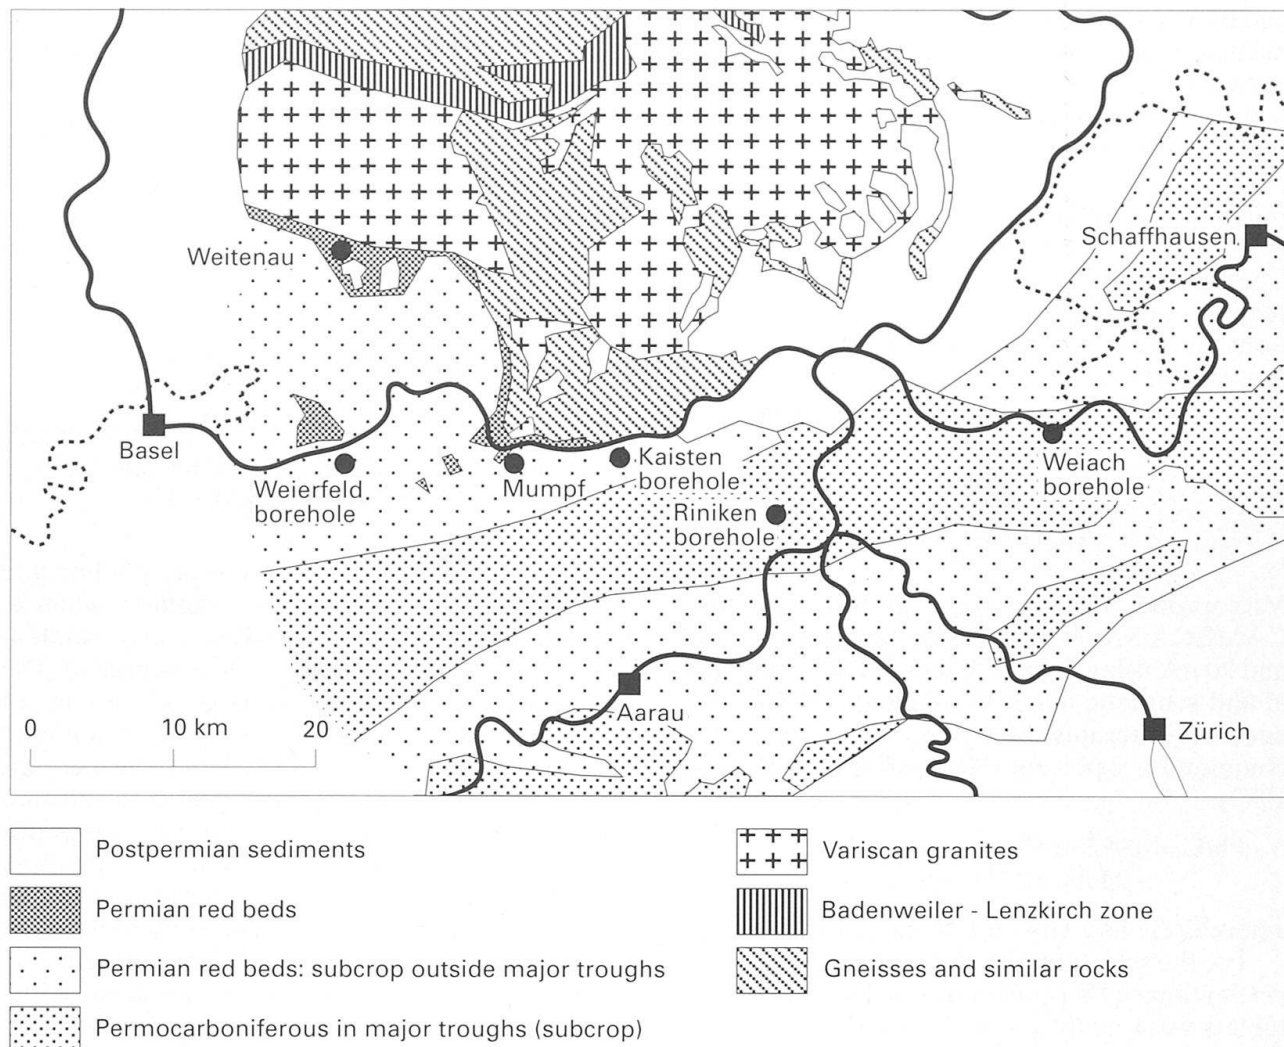 Weitenau
Schaffhausen
Basel
Weierfeld
borehole
Mumpf
Kaisten
borehole
Riniken
borehole
Weiach
borehole
Aarau
Zürich
0 10 km 20
Postpermian sediments
Permian red beds
Permian red beds: subcrop outside major troughs
Permocarboniferous in major troughs (subcrop)
Variscan granites
Badenweiler - Lenzkirch zone
Gneisses and similar rocks